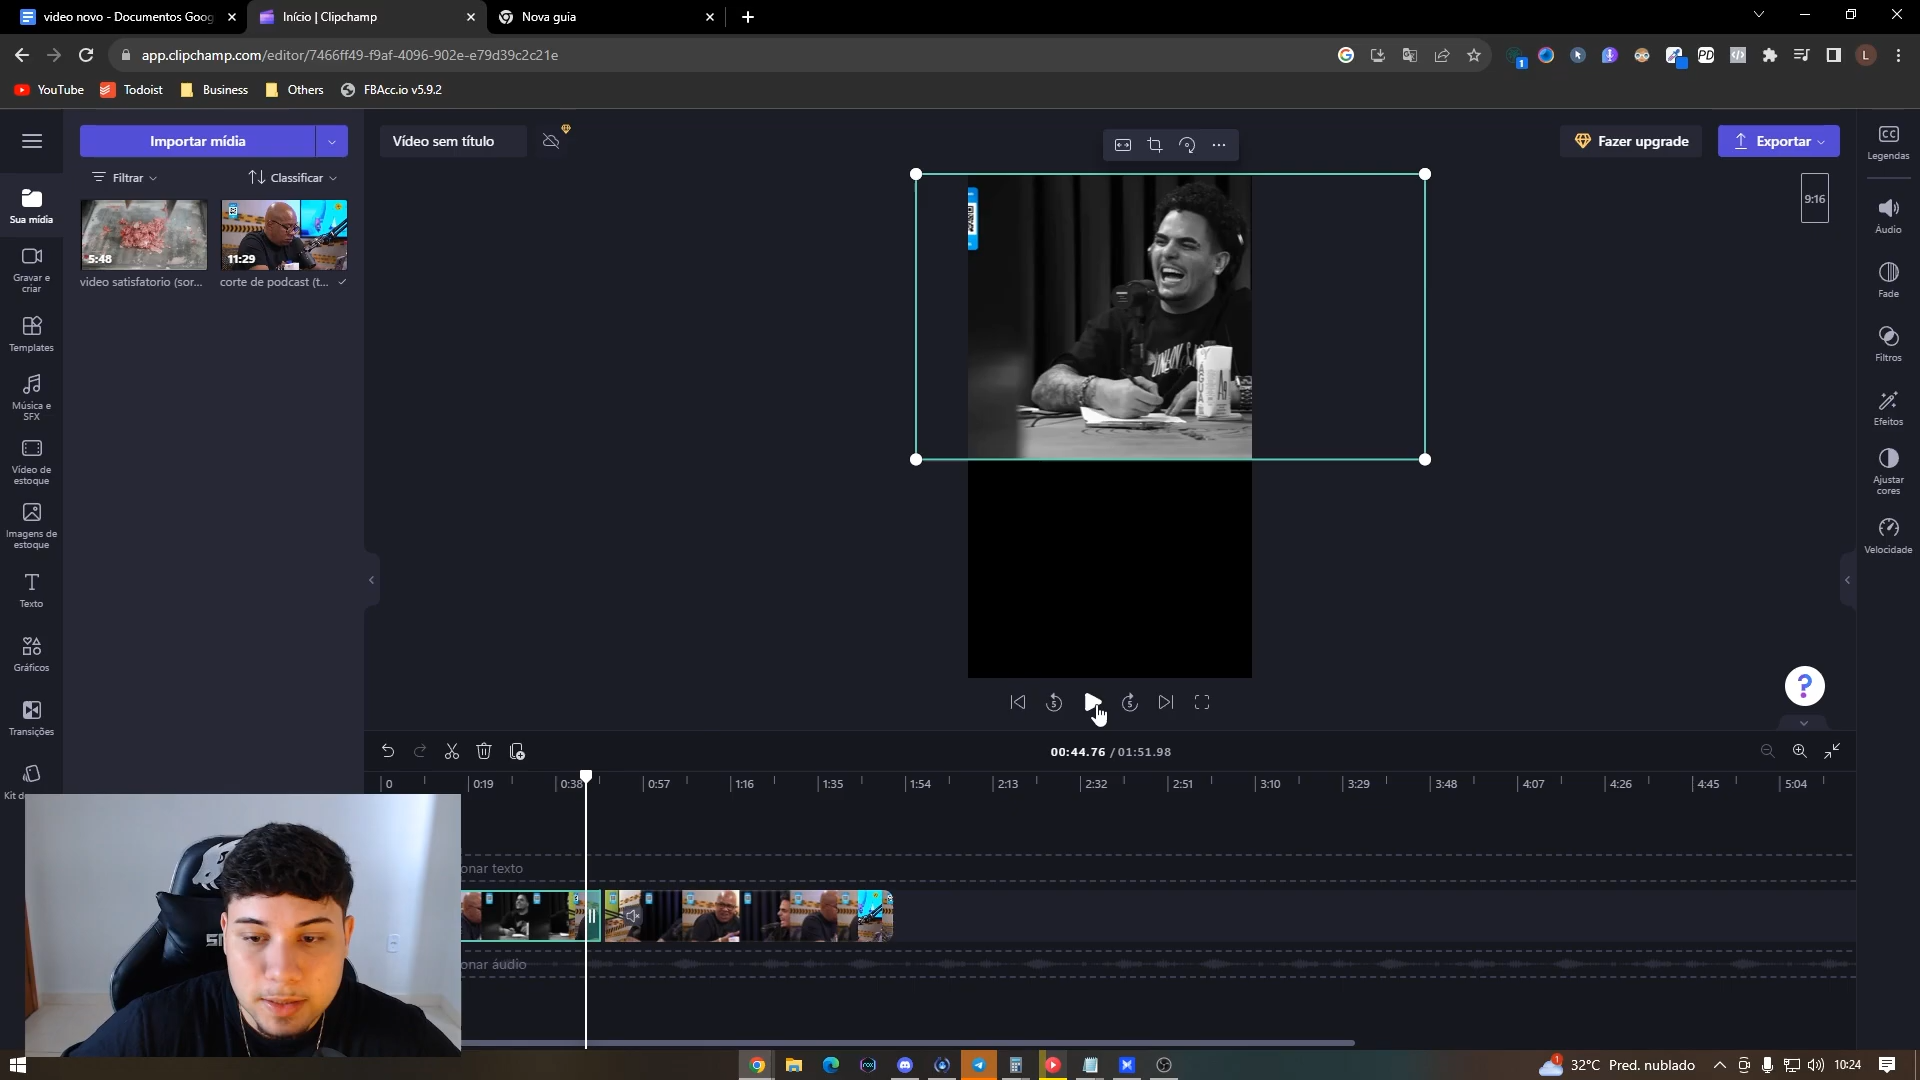 video novo - Documentos Goog
Início | Clipchamp
Nova guia
app.clipchamp.com/editor/7466ff49-f9af-4096-902e-e79d39c2c21e
YouTube
Todoist
Business
Others
FBAcc.io v5.9.2
Importar mídia
Vídeo sem título
Fazer upgrade
Exportar
Legendas
Filtrar
Classificar
9:16
Sua mídia
5:48
11:29
video satisfatorio (sor...
corte de podcast (t...
Áudio
Gravar e
criar
Fade
Templates
Filtros
Música e
SFX
Efeitos
Vídeo de
estoque
Ajustar
cores
Imagens de
estoque
Velocidade
Texto
Gráficos
Transições
00:44.76 / 01:51.98
0
0:19
0:38
0:57
1:16
1:35
1:54
2:13
2:32
2:51
3:10
3:29
3:48
4:07
4:26
4:45
5:04
Kit d
onar texto
onar áudio
32°C Pred. nublado
10:24